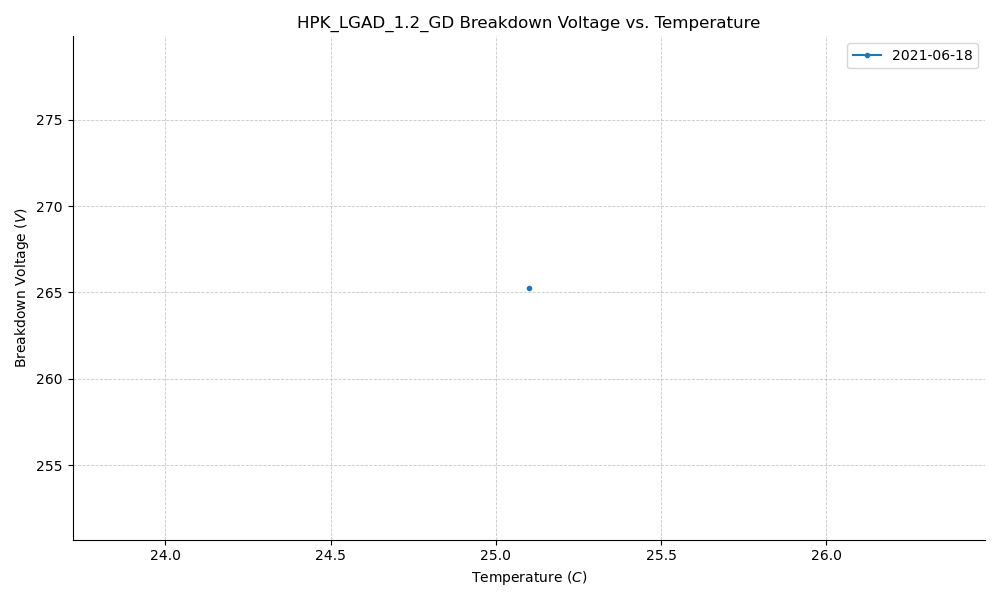 HPK_LGAD_1.2_GD Breakdown Voltage vs. Temperature
2021-06-18
Breakdown Voltage (V)
275
270
265
260
255
24.0 24.5 25.0 25.5 26.0
Temperature (C)